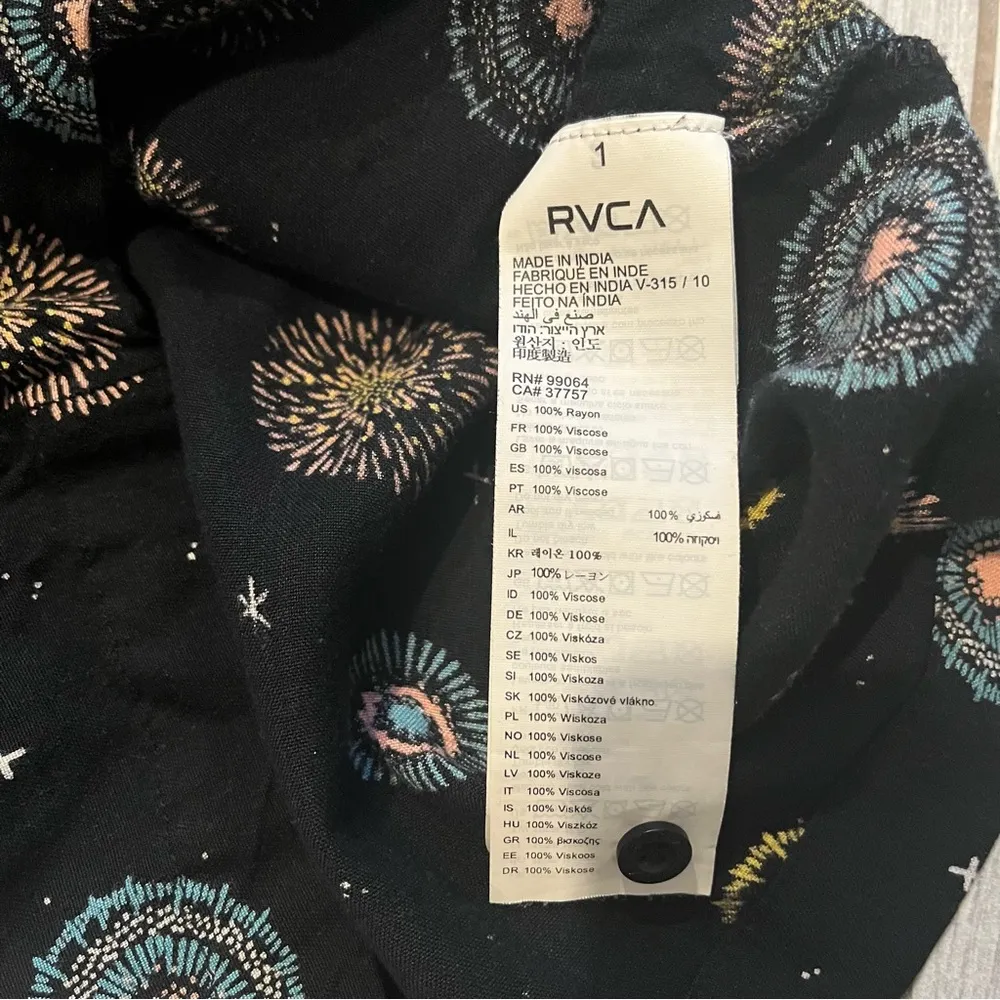 1
RVCA
MADE IN INDIA
FABRIQUÉ EN INDE
HECHO EN INDIA V-315 / 10
FEITO NA ÍNDIA
صنع في الهند
ארץ הייצור: הודו
원산지 : 인도
印度製造
RN# 99064
CA# 37757
US 100% Rayon
FR 100% Viscose
GB 100% Viscose
ES 100% viscosa
PT 100% Viscose
AR 100% فسكوزي
IL 100% ויסקוזה
KR 레이온 100%
JP 100% レーヨン
ID 100% Viscose
DE 100% Viskose
CZ 100% Viskóza
SE 100% Viskos
SI 100% Viskoza
SK 100% Viskózové vlákno
PL 100% Wiskoza
NO 100% Viskose
NL 100% Viscose
LV 100% Viskoze
IT 100% Viscosa
IS 100% Viskós
HU 100% Viszkóz
GR 100% βισκοζης
EE 100% Viskoos
DR 100% Viskose